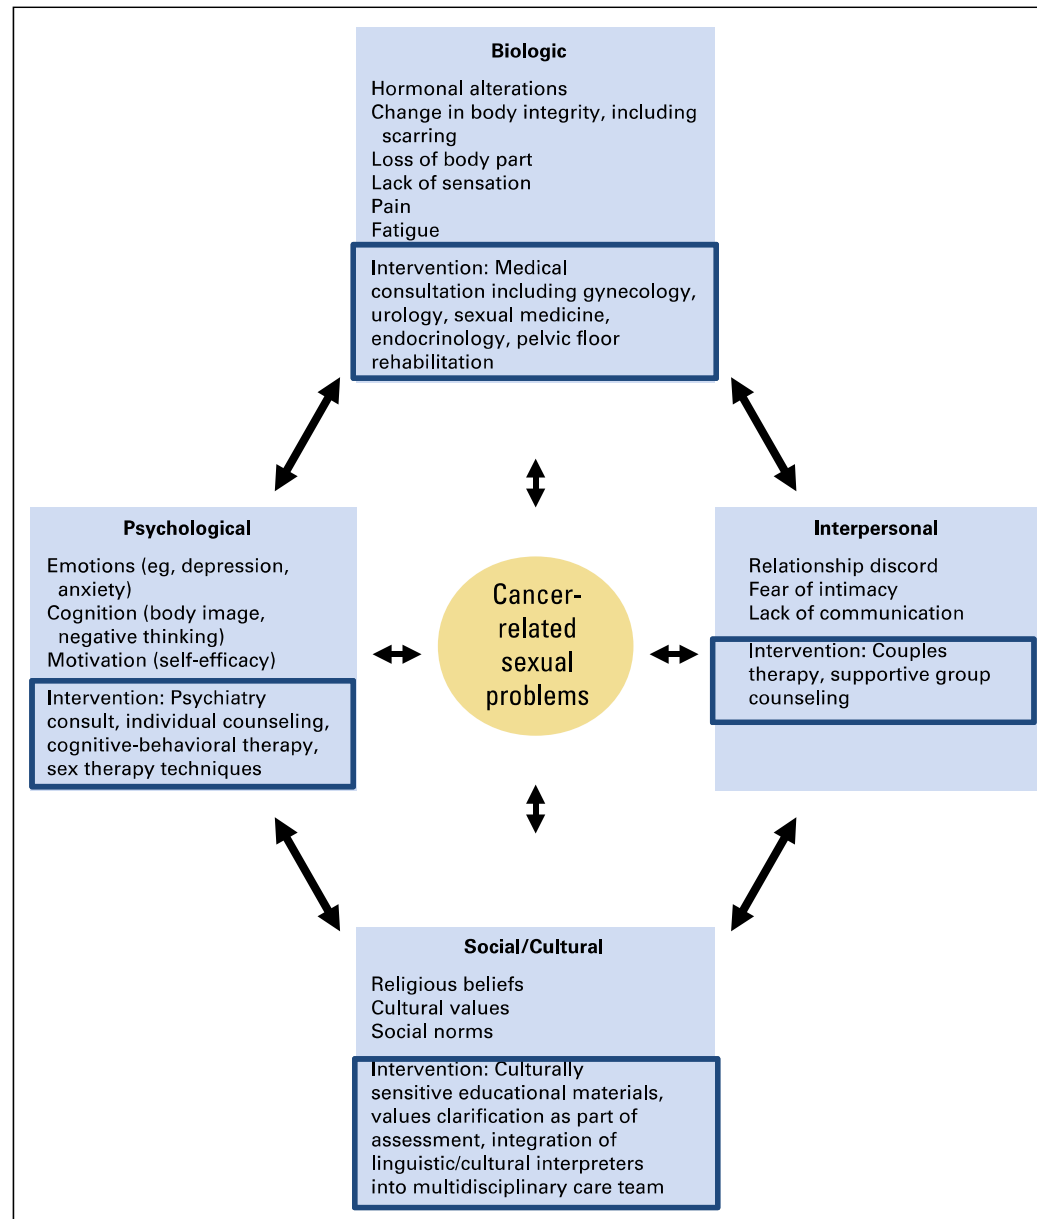 Biologic
Hormonal alterations
Change in body integrity, including
scarring
Loss of body part
Lack of sensation
Pain
Fatigue
Intervention: Medical
consultation including gynecology,
urology, sexual medicine,
endocrinology, pelvic floor
rehabilitation
Psychological
Emotions (eg, depression,
anxiety)
Cognition (body image,
negative thinking)
Motivation (self-efficacy)
Intervention: Psychiatry
consult, individual counseling,
cognitive-behavioral therapy,
sex therapy techniques
Cancer-
related
sexual
problems
Interpersonal
Relationship discord
Fear of intimacy
Lack of communication
Intervention: Couples
therapy, supportive group
counseling
Social/Cultural
Religious beliefs
Cultural values
Social norms
Intervention: Culturally
sensitive educational materials,
values clarification as part of
assessment, integration of
linguistic/cultural interpreters
into multidisciplinary care team